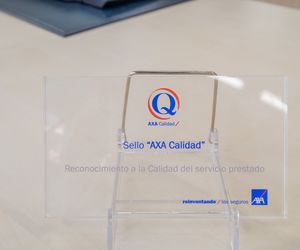 Q
AXA Calidad/
Sello "AXA Calidad"
Reconocimiento a la Calidad del servicio prestado
reinventando / los seguros
AXA